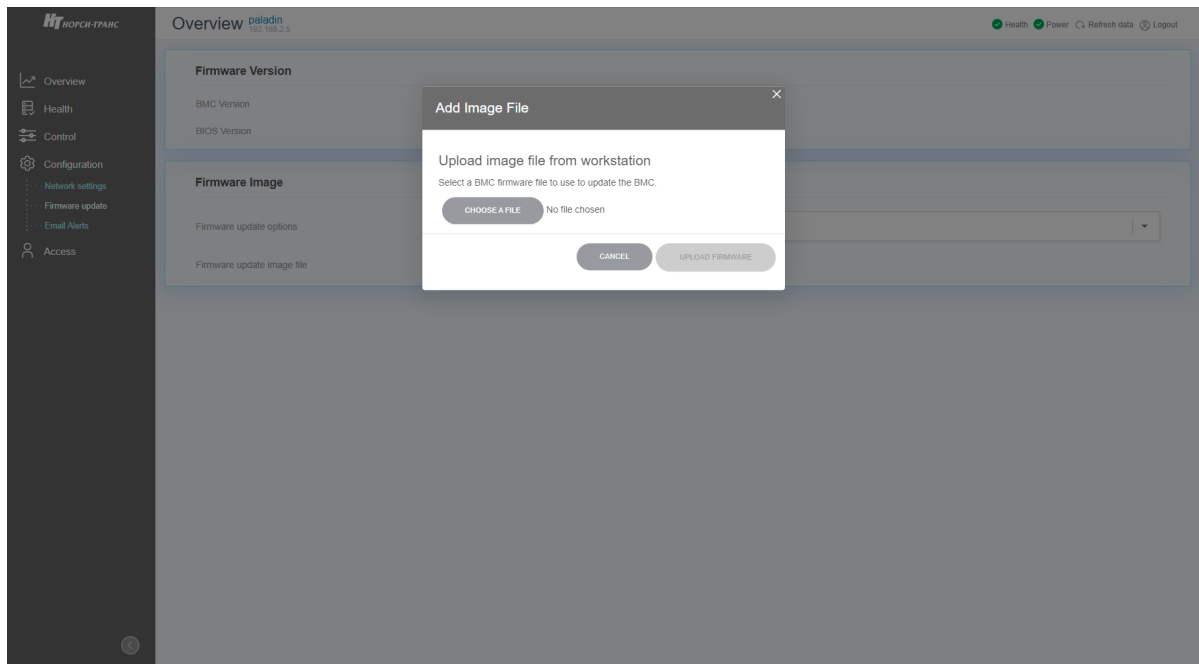 НТ НОРСИ-ТРАНС
Overview paladin
192.168.2.5
Health Power Refresh data Logout
Overview
Health
Control
Configuration
Network settings
Firmware update
Email Alerts
Access
Firmware Version
BMC Version
BIOS Version
Firmware Image
Firmware update options
Firmware update image file
Add Image File
Upload image file from workstation
Select a BMC firmware file to use to update the BMC.
CHOOSE A FILE No file chosen
CANCEL UPLOAD FIRMWARE